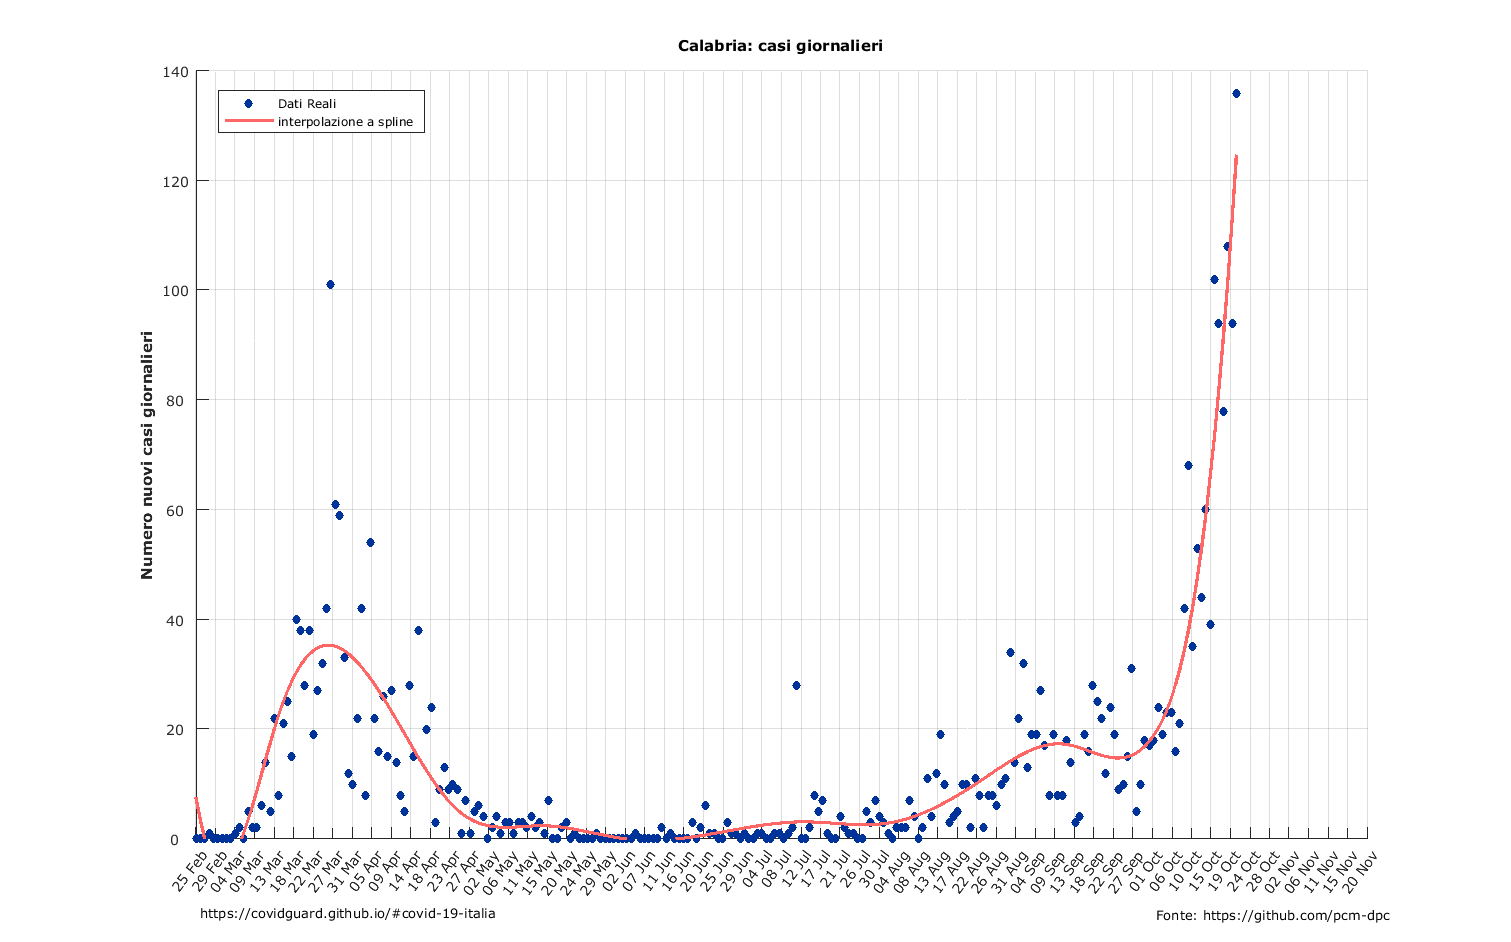 Calabria: casi giornalieri
Dati Reali
interpolazione a spline
Numero nuovi casi giornalieri
140
120
100
80
60
40
20
0
25 Feb
29 Feb
04 Mar
09 Mar
13 Mar
18 Mar
22 Mar
27 Mar
31 Mar
05 Apr
09 Apr
14 Apr
18 Apr
23 Apr
27 Apr
02 May
06 May
11 May
15 May
20 May
24 May
29 May
02 Jun
07 Jun
11 Jun
16 Jun
20 Jun
25 Jun
29 Jun
04 Jul
08 Jul
12 Jul
17 Jul
21 Jul
26 Jul
30 Jul
04 Aug
08 Aug
13 Aug
17 Aug
22 Aug
26 Aug
31 Aug
04 Sep
09 Sep
13 Sep
18 Sep
22 Sep
27 Sep
01 Oct
06 Oct
10 Oct
15 Oct
19 Oct
24 Oct
28 Oct
02 Nov
06 Nov
11 Nov
15 Nov
20 Nov
https://covidguard.github.io/#covid-19-italia
Fonte: https://github.com/pcm-dpc